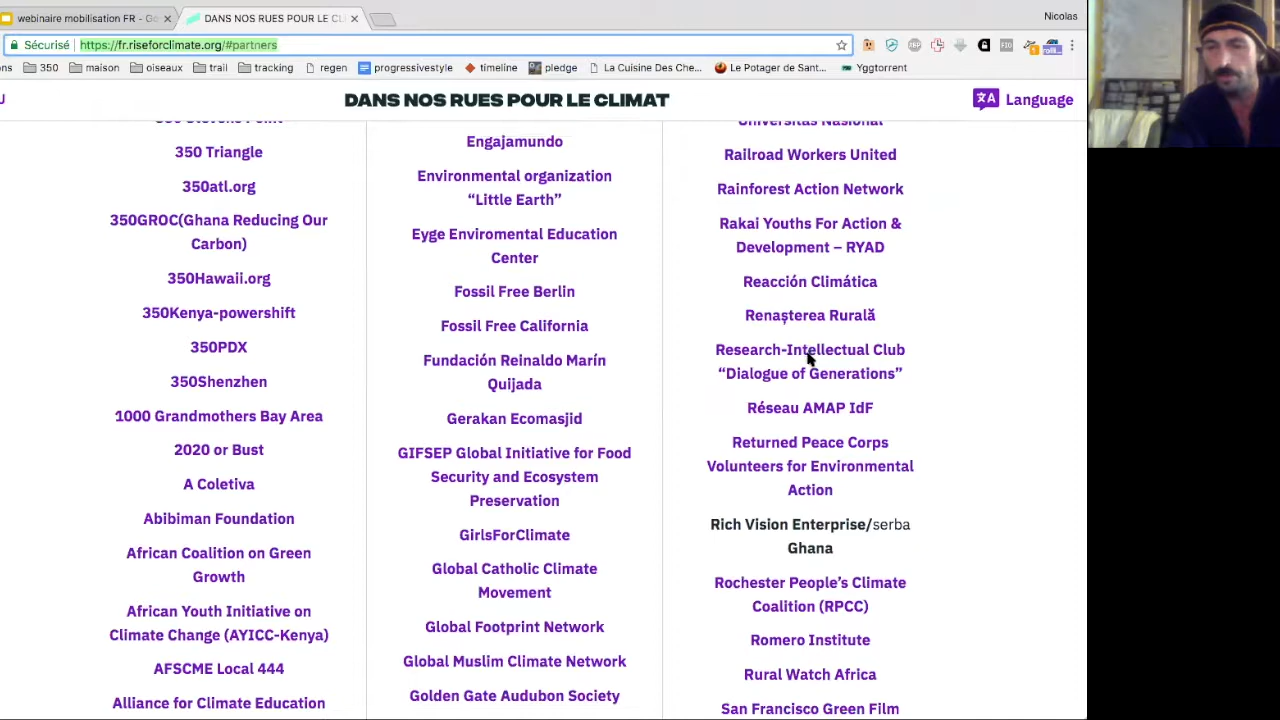 webinaire mobilisation FR - Go
DANS NOS RUES POUR LE CL
Nicolas
Sécurisé
https://fr.riseforclimate.org/#partners
350
maison
oiseaux
trail
tracking
regen
progressivestyle
timeline
pledge
La Cuisine Des Che...
Le Potager de Sant...
Yggtorrent
DANS NOS RUES POUR LE CLIMAT
Language
350 Stevens Point
350 Triangle
350atl.org
350GROC(Ghana Reducing Our
Carbon)
350Hawaii.org
350Kenya-powershift
350PDX
350Shenzhen
1000 Grandmothers Bay Area
2020 or Bust
A Coletiva
Abibiman Foundation
African Coalition on Green
Growth
African Youth Initiative on
Climate Change (AYICC-Kenya)
AFSCME Local 444
Alliance for Climate Education
Engajamundo
Environmental organization
“Little Earth”
Eyge Enviromental Education
Center
Fossil Free Berlin
Fossil Free California
Fundación Reinaldo Marín
Quijada
Gerakan Ecomasjid
GIFSEP Global Initiative for Food
Security and Ecosystem
Preservation
GirlsForClimate
Global Catholic Climate
Movement
Global Footprint Network
Global Muslim Climate Network
Golden Gate Audubon Society
Universitas Nasional
Railroad Workers United
Rainforest Action Network
Rakai Youths For Action &
Development – RYAD
Reacción Climática
Renașterea Rurală
Research-Intellectual Club
“Dialogue of Generations”
Réseau AMAP IdF
Returned Peace Corps
Volunteers for Environmental
Action
Rich Vision Enterprise/serba
Ghana
Rochester People’s Climate
Coalition (RPCC)
Romero Institute
Rural Watch Africa
San Francisco Green Film